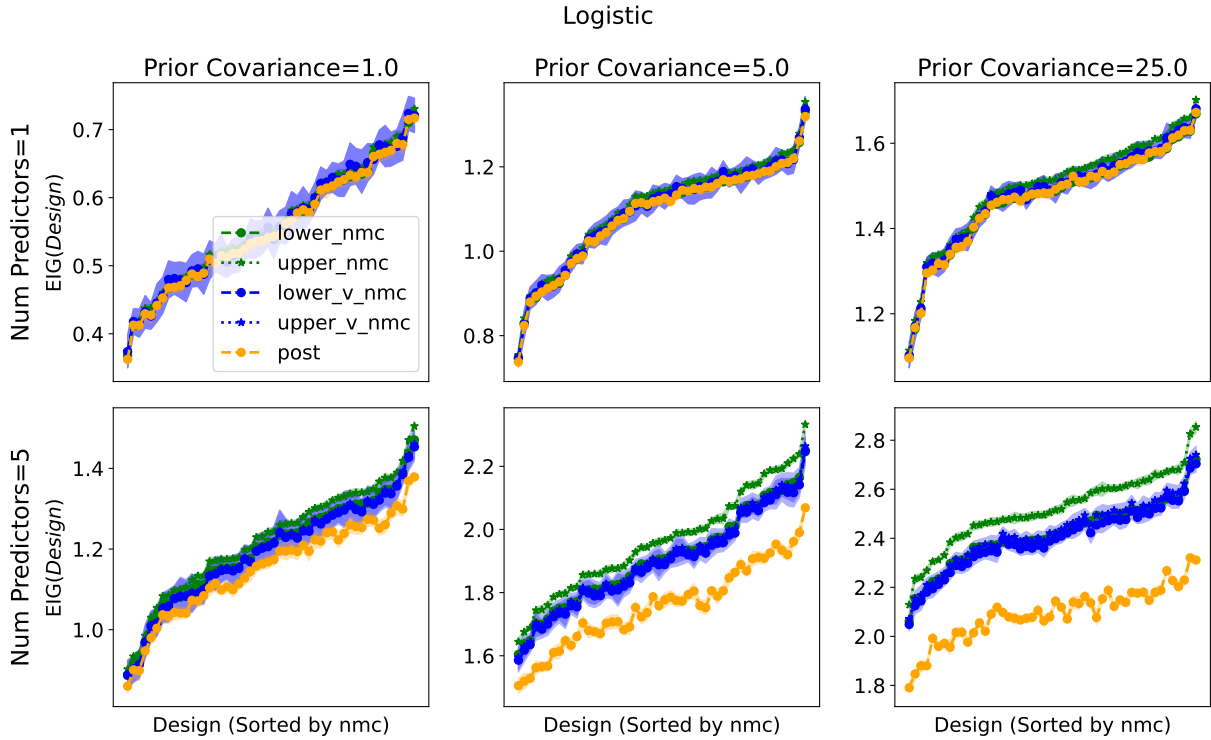 Logistic
Prior Covariance=1.0
Prior Covariance=5.0
Prior Covariance=25.0
Num Predictors=1
EIG(Design)
0.7
0.6
0.5
0.4
lower_nmc
upper_nmc
lower_v_nmc
upper_v_nmc
post
1.2
1.0
0.8
1.6
1.4
1.2
Num Predictors=5
EIG(Design)
1.4
1.2
1.0
2.2
2.0
1.8
1.6
2.8
2.6
2.4
2.2
2.0
1.8
Design (Sorted by nmc)
Design (Sorted by nmc)
Design (Sorted by nmc)